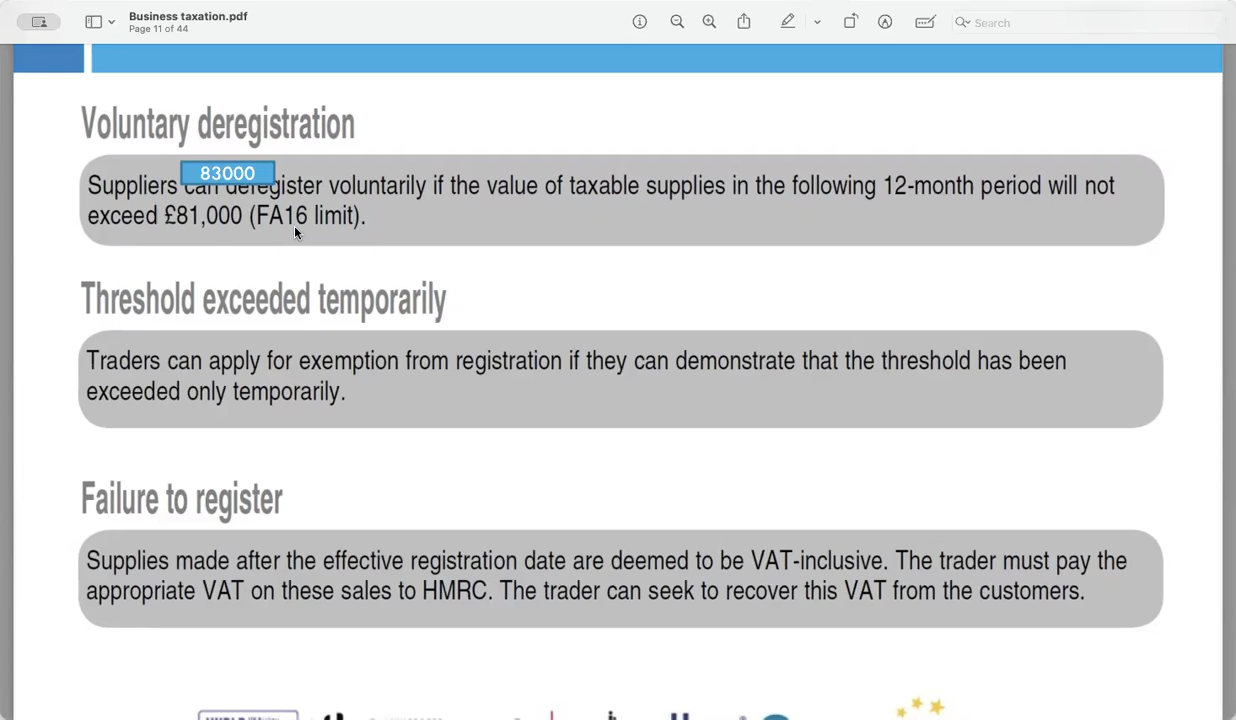 Business taxation.pdf
Page 11 of 44
Search
Voluntary deregistration
83000
Suppliers can deregister voluntarily if the value of taxable supplies in the following 12-month period will not
exceed £81,000 (FA16 limit).
Threshold exceeded temporarily
Traders can apply for exemption from registration if they can demonstrate that the threshold has been
exceeded only temporarily.
Failure to register
Supplies made after the effective registration date are deemed to be VAT-inclusive. The trader must pay the
appropriate VAT on these sales to HMRC. The trader can seek to recover this VAT from the customers.